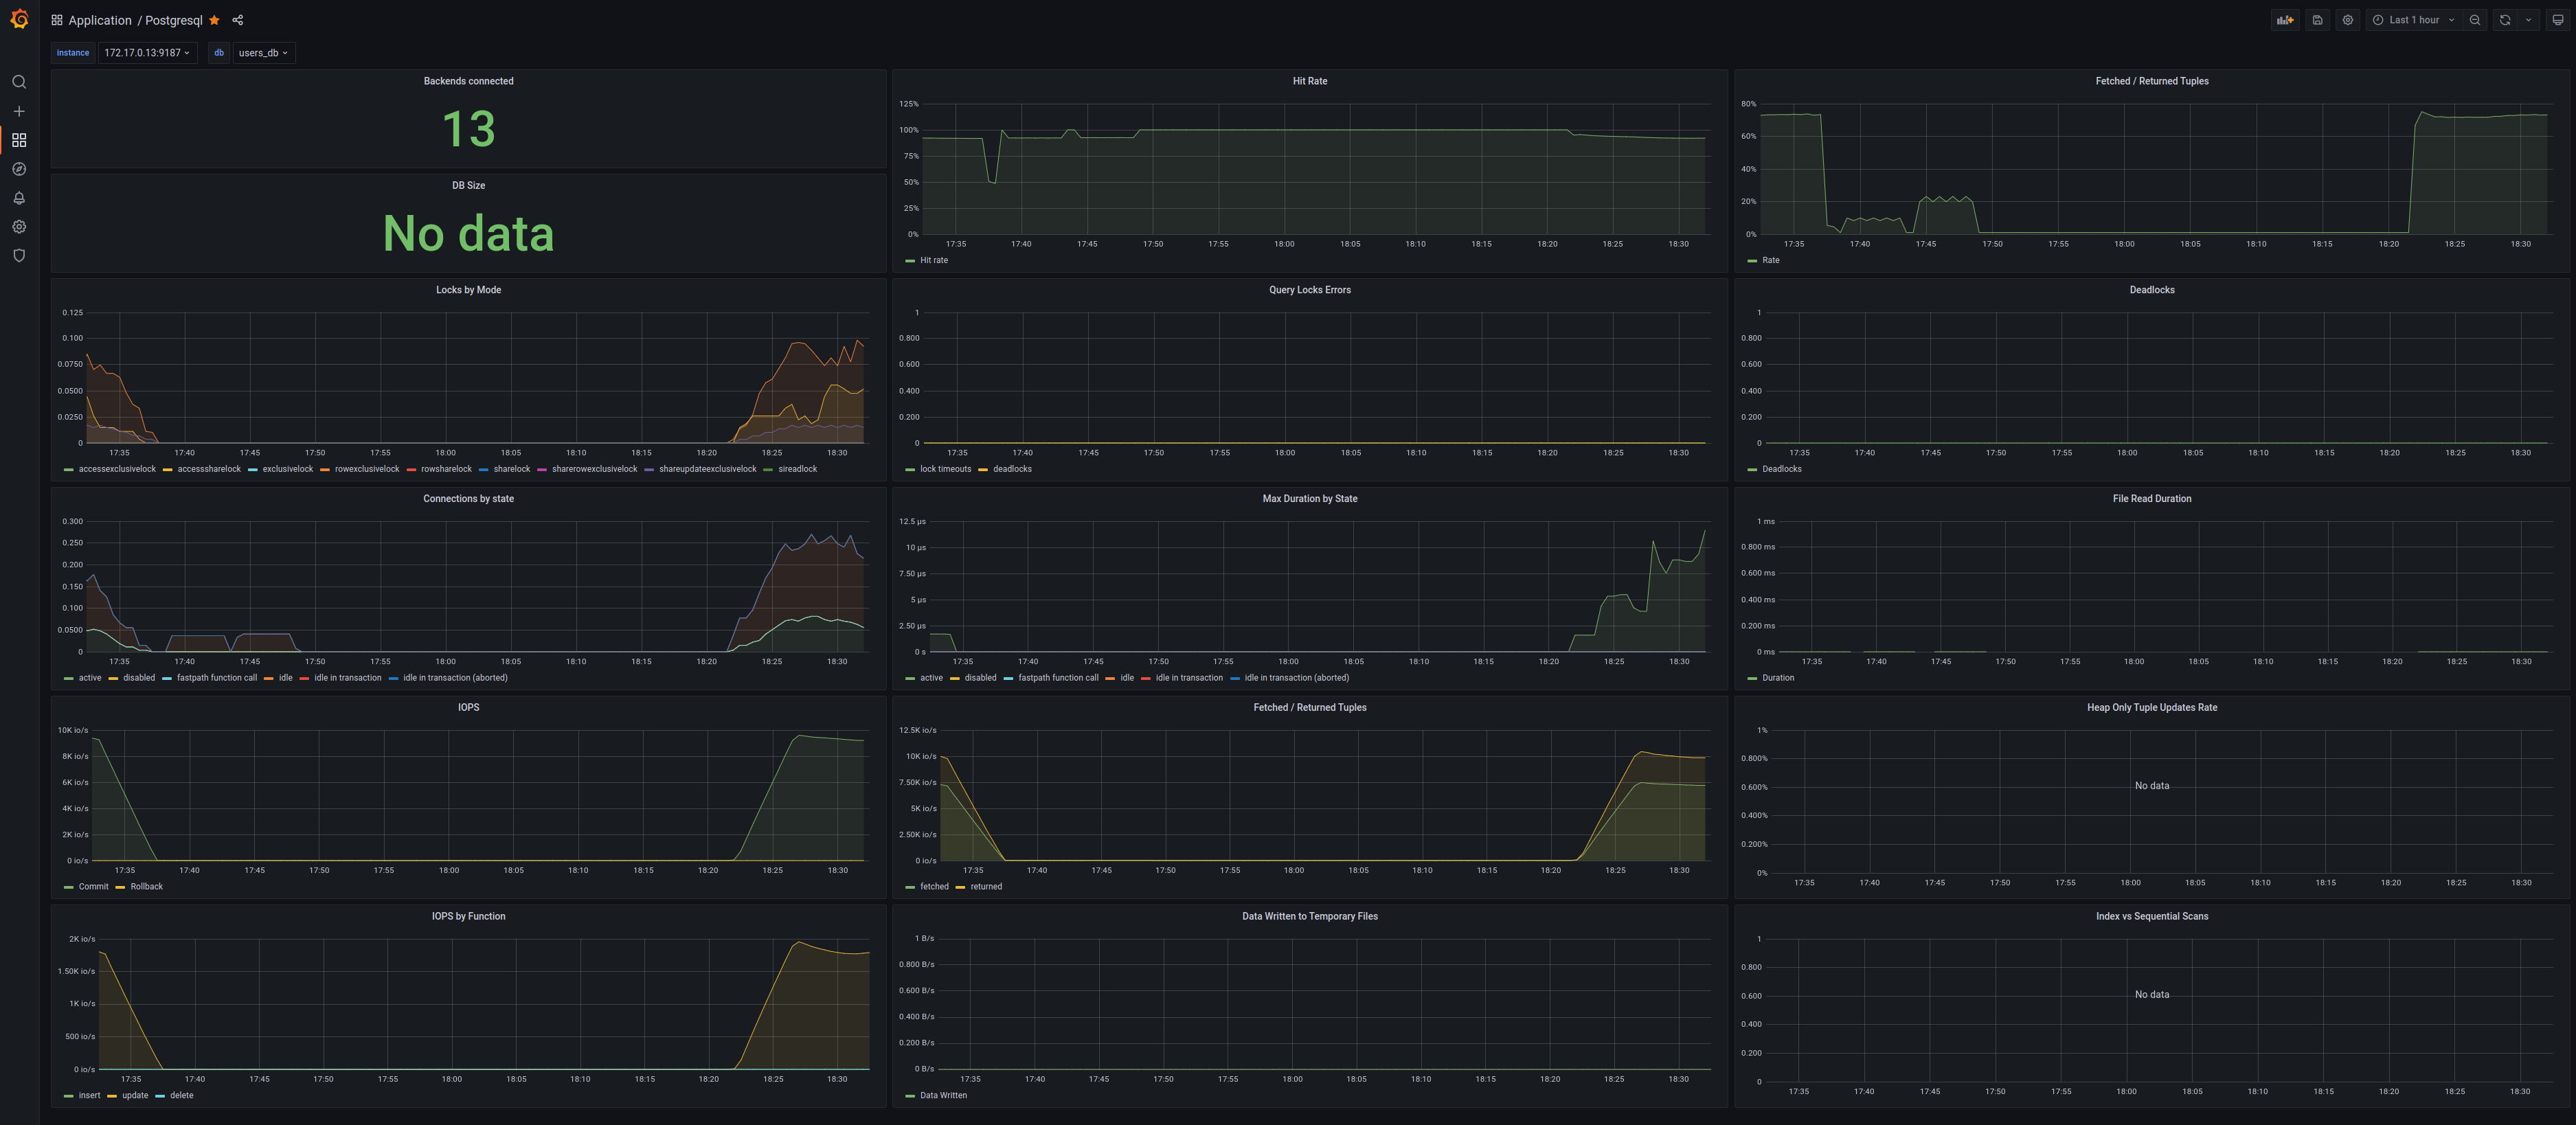 Application / Postgresql
Last 1 hour
instance 172.17.0.13:9187 db users_db
Backends connected
13
DB Size
No data
Hit Rate
125%
100%
75%
50%
25%
0%
17:35 17:40 17:45 17:50 17:55 18:00 18:05 18:10 18:15 18:20 18:25 18:30
Hit rate
Fetched / Returned Tuples
80%
60%
40%
20%
0%
17:35 17:40 17:45 17:50 17:55 18:00 18:05 18:10 18:15 18:20 18:25 18:30
Rate
Locks by Mode
0.125
0.100
0.0750
0.0500
0.0250
0
17:35 17:40 17:45 17:50 17:55 18:00 18:05 18:10 18:15 18:20 18:25 18:30
accessexclusivelock accesssharelock exclusivelock rowexclusivelock rowsharelock sharelock sharerowexclusivelock shareupdateexclusivelock sireadlock
Query Locks Errors
1
0.800
0.600
0.400
0.200
0
17:35 17:40 17:45 17:50 17:55 18:00 18:05 18:10 18:15 18:20 18:25 18:30
lock timeouts deadlocks
Deadlocks
1
0.800
0.600
0.400
0.200
0
17:35 17:40 17:45 17:50 17:55 18:00 18:05 18:10 18:15 18:20 18:25 18:30
Deadlocks
Connections by state
0.300
0.250
0.200
0.150
0.100
0.0500
0
17:35 17:40 17:45 17:50 17:55 18:00 18:05 18:10 18:15 18:20 18:25 18:30
active disabled fastpath function call idle idle in transaction idle in transaction (aborted)
Max Duration by State
12.5 µs
10 µs
7.50 µs
5 µs
2.50 µs
0 s
17:35 17:40 17:45 17:50 17:55 18:00 18:05 18:10 18:15 18:20 18:25 18:30
active disabled fastpath function call idle idle in transaction idle in transaction (aborted)
File Read Duration
1 ms
0.800 ms
0.600 ms
0.400 ms
0.200 ms
0 ms
17:35 17:40 17:45 17:50 17:55 18:00 18:05 18:10 18:15 18:20 18:25 18:30
Duration
IOPS
10K io/s
8K io/s
6K io/s
4K io/s
2K io/s
0 io/s
17:35 17:40 17:45 17:50 17:55 18:00 18:05 18:10 18:15 18:20 18:25 18:30
Commit Rollback
Fetched / Returned Tuples
12.5K io/s
10K io/s
7.50K io/s
5K io/s
2.50K io/s
0 io/s
17:35 17:40 17:45 17:50 17:55 18:00 18:05 18:10 18:15 18:20 18:25 18:30
fetched returned
Heap Only Tuple Updates Rate
1%
0.800%
0.600%
0.400%
0.200%
0%
No data
17:35 17:40 17:45 17:50 17:55 18:00 18:05 18:10 18:15 18:20 18:25 18:30
IOPS by Function
2K io/s
1.50K io/s
1K io/s
500 io/s
0 io/s
17:35 17:40 17:45 17:50 17:55 18:00 18:05 18:10 18:15 18:20 18:25 18:30
insert update delete
Data Written to Temporary Files
1 B/s
0.800 B/s
0.600 B/s
0.400 B/s
0.200 B/s
0 B/s
17:35 17:40 17:45 17:50 17:55 18:00 18:05 18:10 18:15 18:20 18:25 18:30
Data Written
Index vs Sequential Scans
1
0.800
0.600
0.400
0.200
0
No data
17:35 17:40 17:45 17:50 17:55 18:00 18:05 18:10 18:15 18:20 18:25 18:30